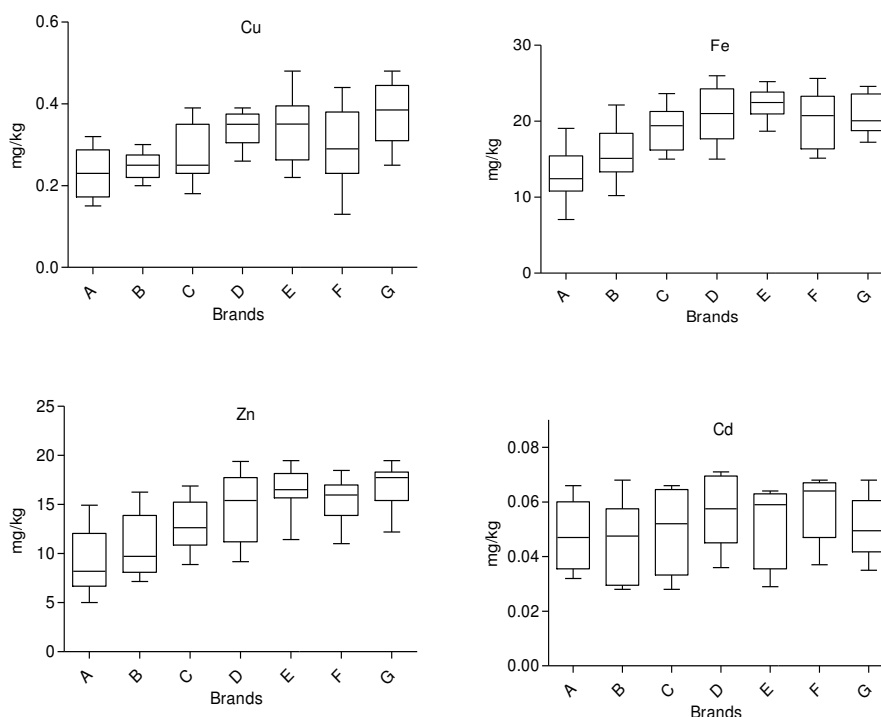 Cu
0.6
0.4
0.2
0.0
mg/kg
A B C D E F G
Brands
Fe
30
20
10
0
mg/kg
A B C D E F G
Brands
Zn
25
20
15
10
5
0
mg/kg
A B C D E F G
Brands
Cd
0.08
0.06
0.04
0.02
0.00
mg/kg
A B C D E F G
Brands